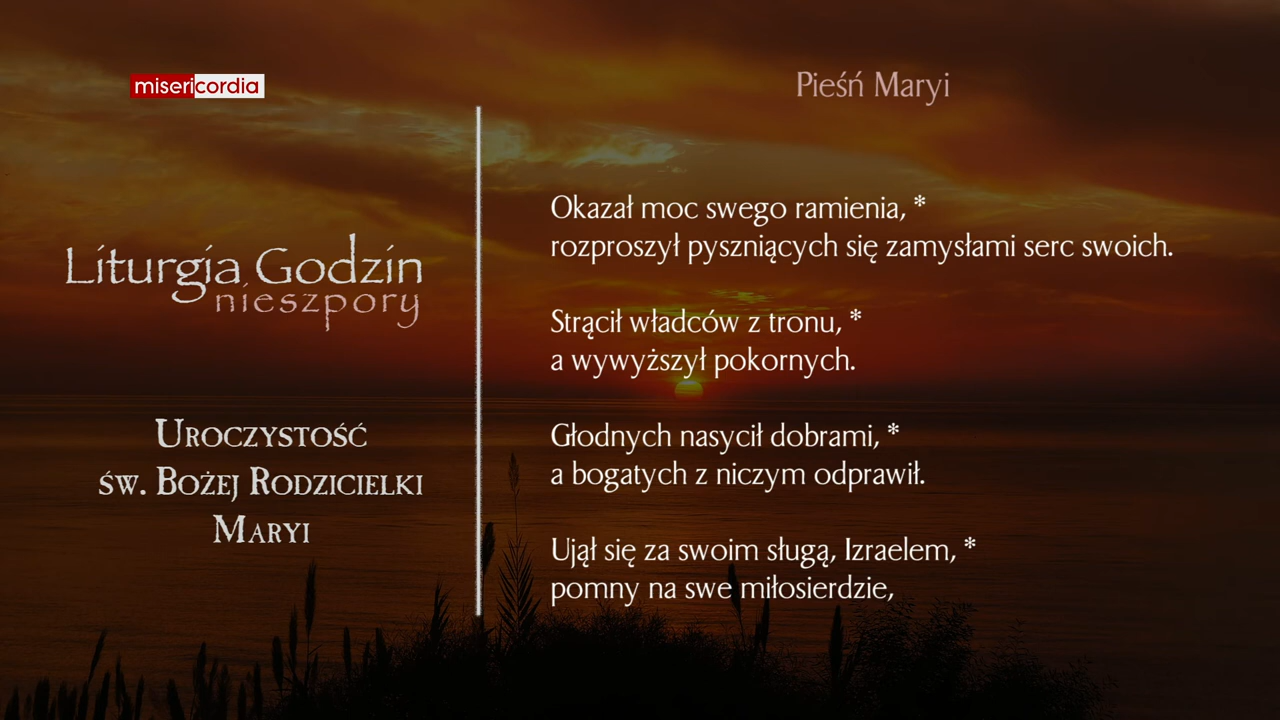 misericordia
Liturgia Godzin
nieszpory
Uroczystość
św. Bożej Rodzicielki
Maryi
Pieśń Maryi
Okazał moc swego ramienia, *
rozproszył pyszniących się zamysłami serc swoich.
Strącił władców z tronu, *
a wywyższył pokornych.
Głodnych nasycił dobrami, *
a bogatych z niczym odprawił.
Ujął się za swoim sługą, Izraelem, *
pomny na swe miłosierdzie,